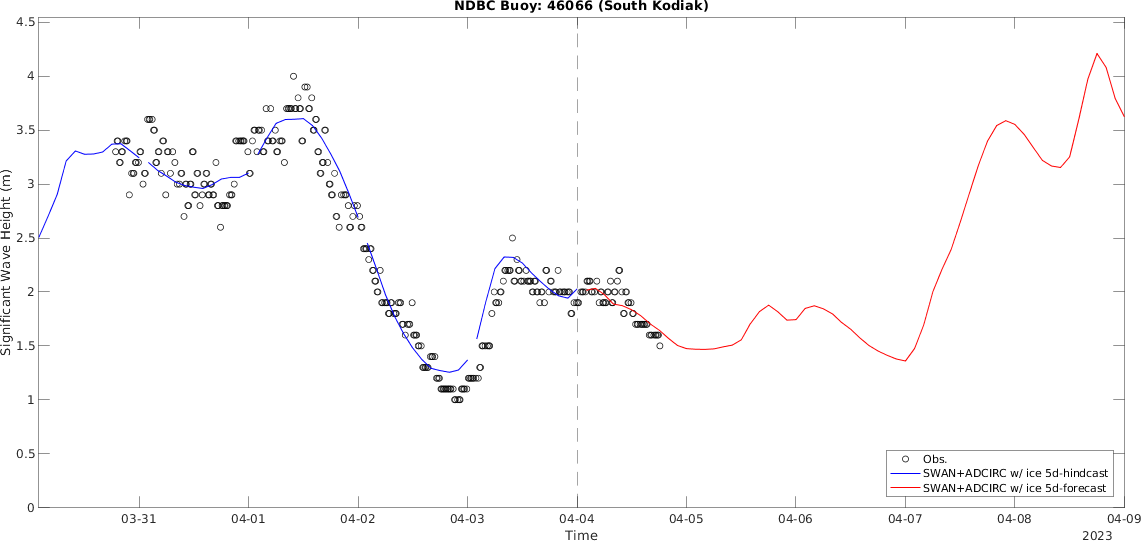 NDBC Buoy: 46066 (South Kodiak)
4.5
4
3.5
3
2.5
2
1.5
1
0.5
0
Significant Wave Height (m)
Obs.
SWAN+ADCIRC w/ ice 5d-hindcast
SWAN+ADCIRC w/ ice 5d-forecast
03-31 04-01 04-02 04-03 04-04 04-05 04-06 04-07 04-08 04-09
Time
2023